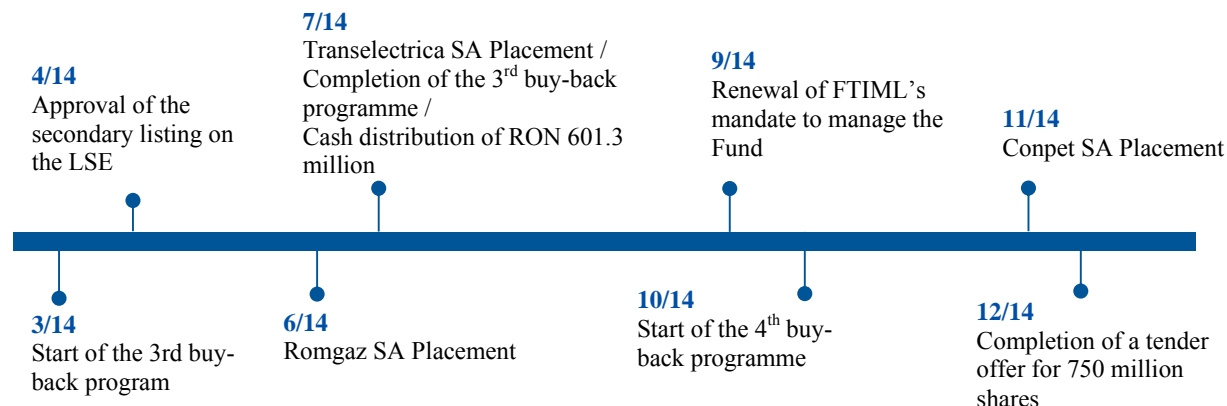 4/14
Approval of the
secondary listing on
the LSE
7/14
Transelectrica SA Placement /
Completion of the 3rd buy-back
programme /
Cash distribution of RON 601.3
million
9/14
Renewal of FTIML’s
mandate to manage the
Fund
11/14
Conpet SA Placement
3/14
Start of the 3rd buy-
back program
6/14
Romgaz SA Placement
10/14
Start of the 4th buy-
back programme
12/14
Completion of a tender
offer for 750 million
shares